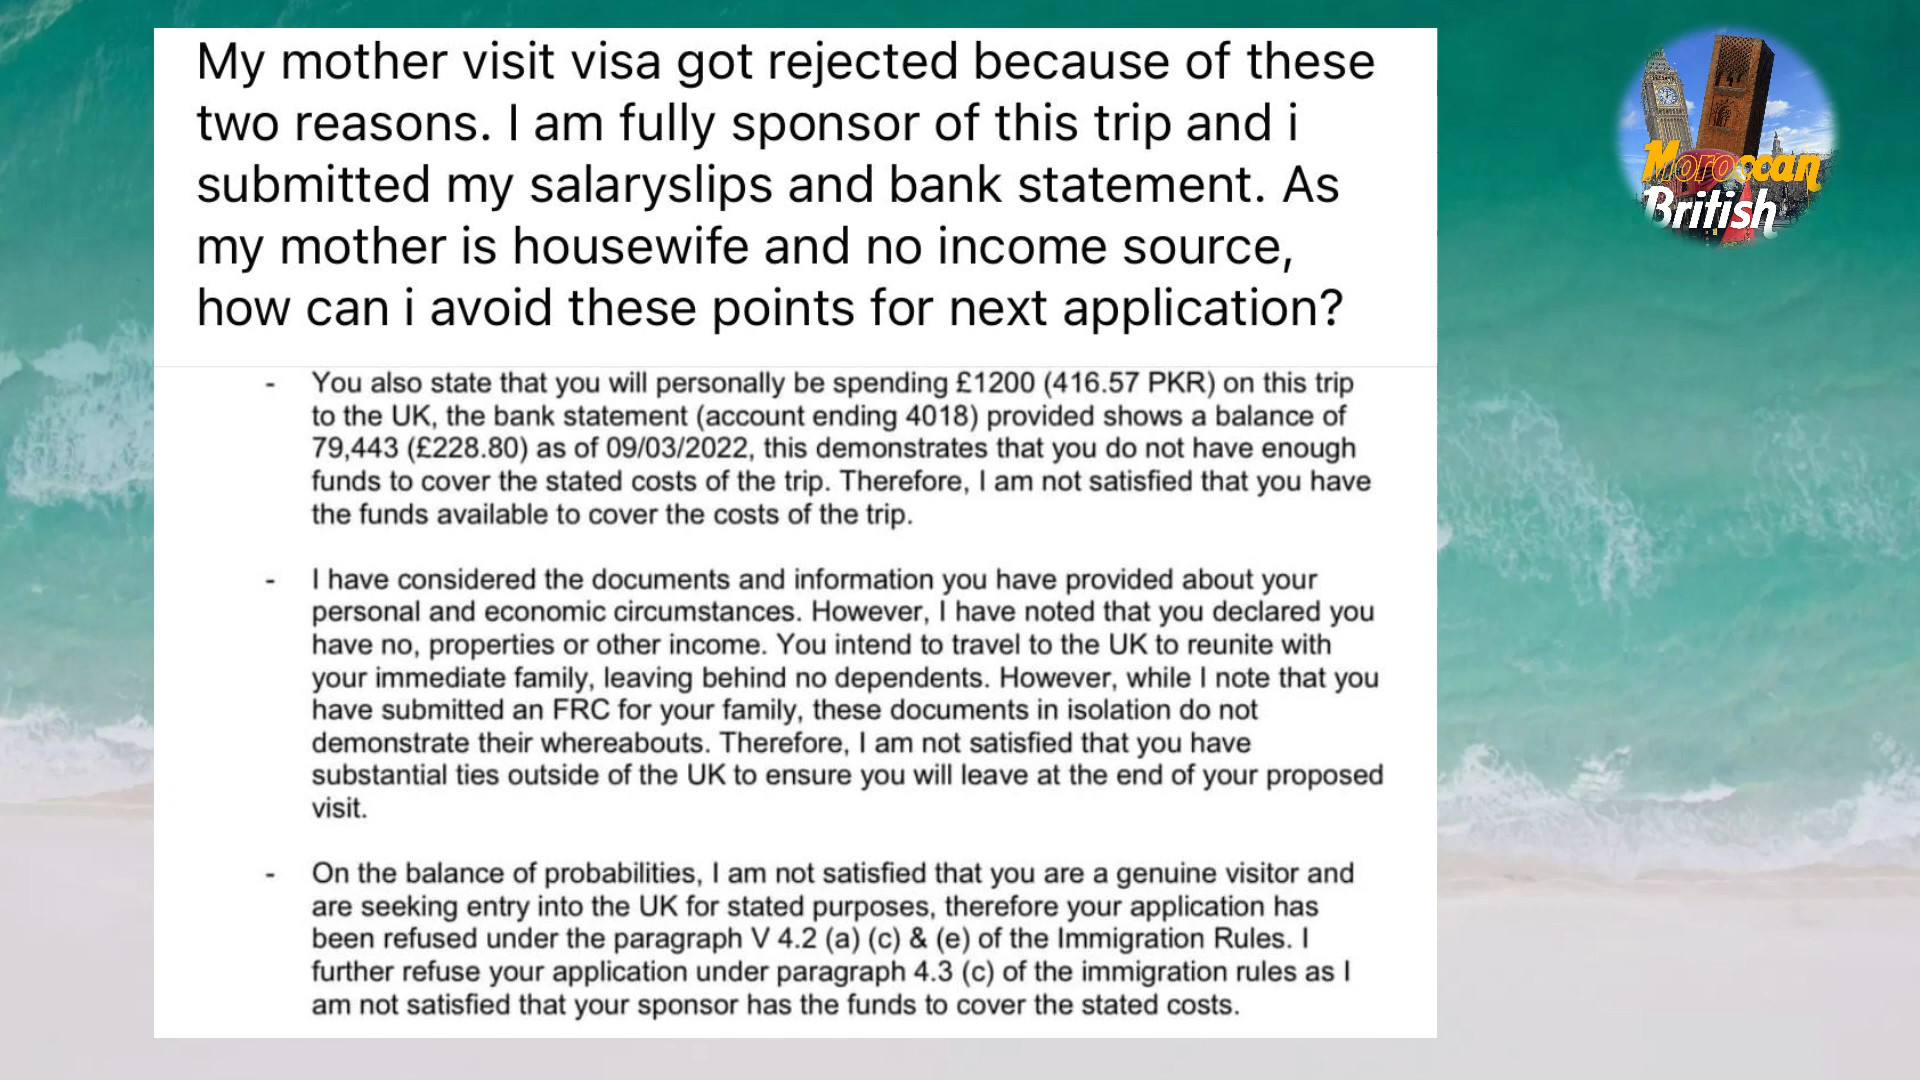 My mother visit visa got rejected because of these
two reasons. I am fully sponsor of this trip and i
submitted my salaryslips and bank statement. As
my mother is housewife and no income source,
how can i avoid these points for next application?
Moroccan
British
- You also state that you will personally be spending £1200 (416.57 PKR) on this trip
to the UK, the bank statement (account ending 4018) provided shows a balance of
79,443 (£228.80) as of 09/03/2022, this demonstrates that you do not have enough
funds to cover the stated costs of the trip. Therefore, I am not satisfied that you have
the funds available to cover the costs of the trip.
- I have considered the documents and information you have provided about your
personal and economic circumstances. However, I have noted that you declared you
have no, properties or other income. You intend to travel to the UK to reunite with
your immediate family, leaving behind no dependents. However, while I note that you
have submitted an FRC for your family, these documents in isolation do not
demonstrate their whereabouts. Therefore, I am not satisfied that you have
substantial ties outside of the UK to ensure you will leave at the end of your proposed
visit.
- On the balance of probabilities, I am not satisfied that you are a genuine visitor and
are seeking entry into the UK for stated purposes, therefore your application has
been refused under the paragraph V 4.2 (a) (c) & (e) of the Immigration Rules. I
further refuse your application under paragraph 4.3 (c) of the immigration rules as I
am not satisfied that your sponsor has the funds to cover the stated costs.